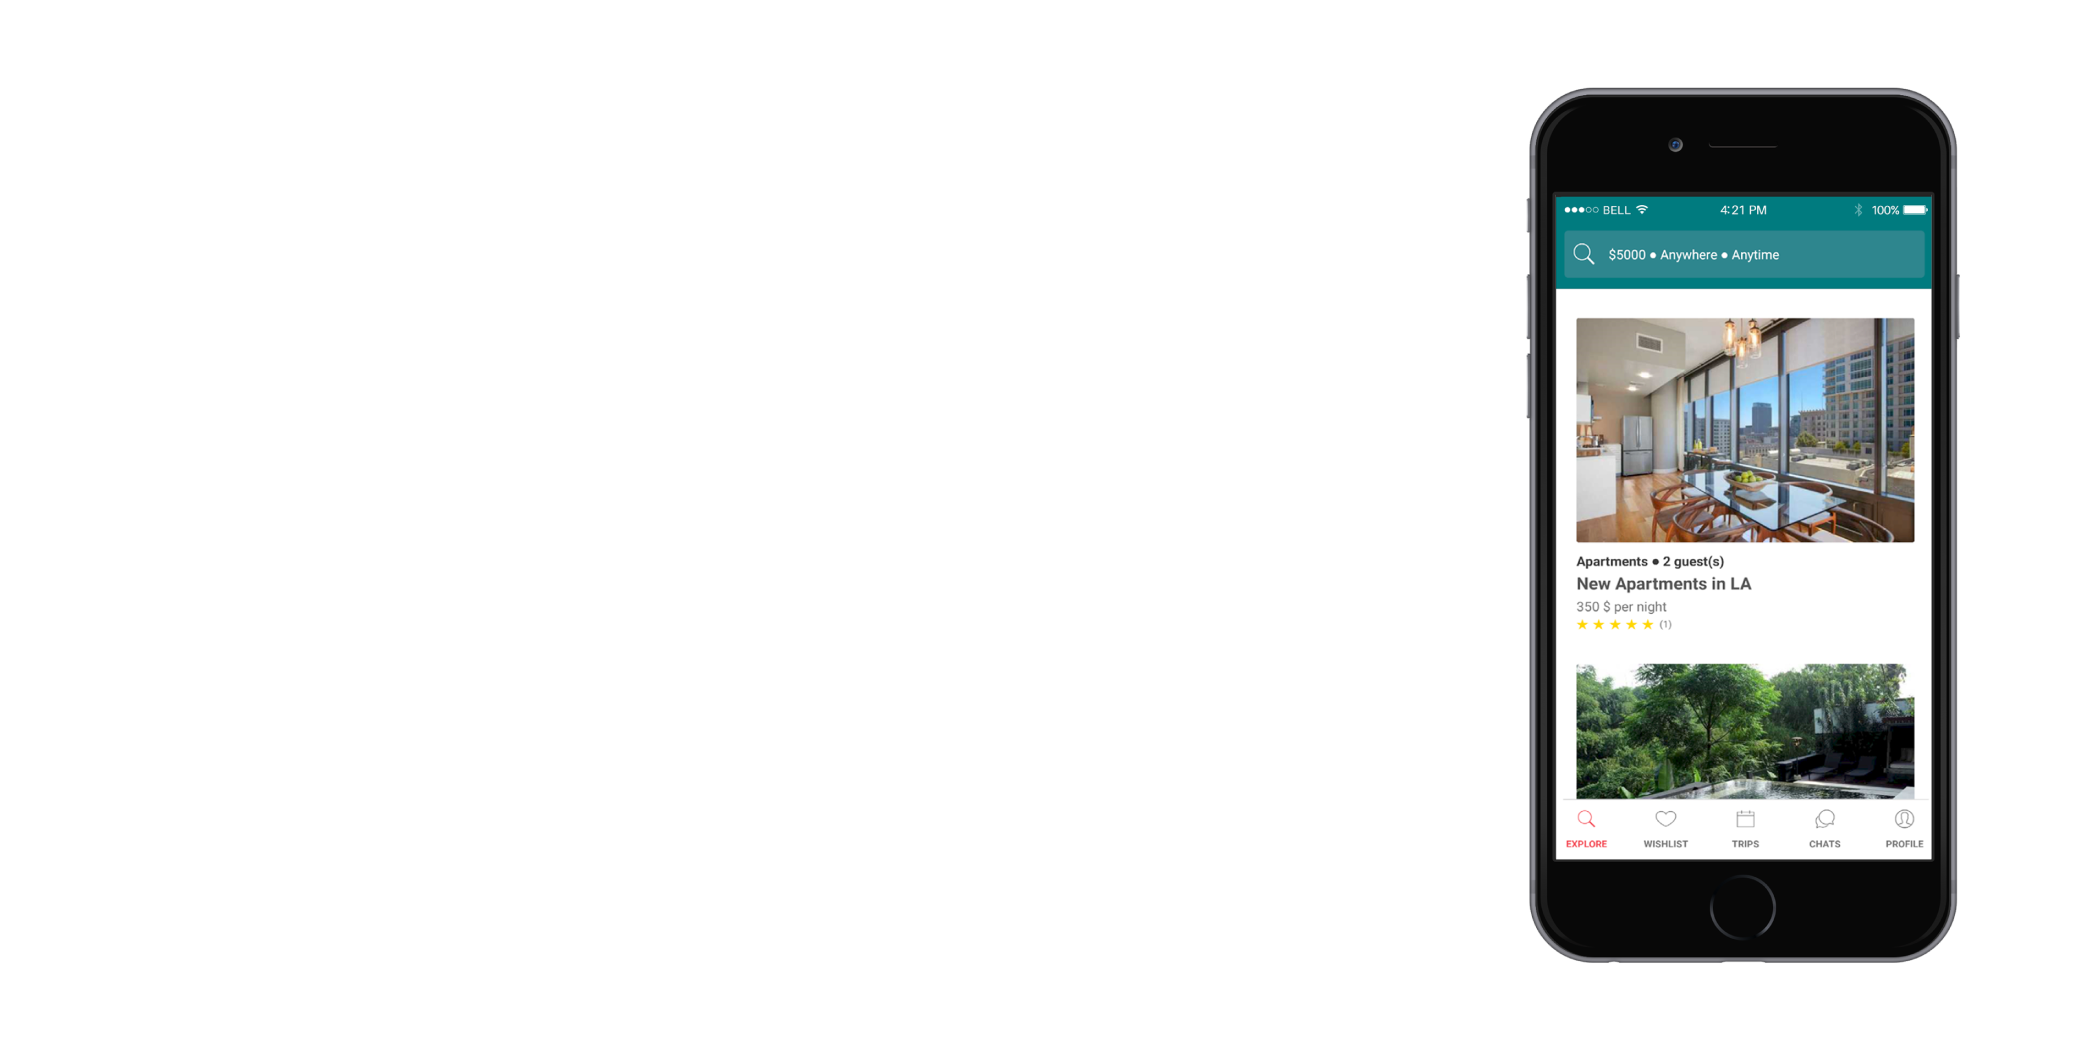 BELL 4:21 PM 100%
$5000 ● Anywhere ● Anytime
Apartments ● 2 guest(s)
New Apartments in LA
350 $ per night
(1)
EXPLORE WISHLIST TRIPS CHATS PROFILE